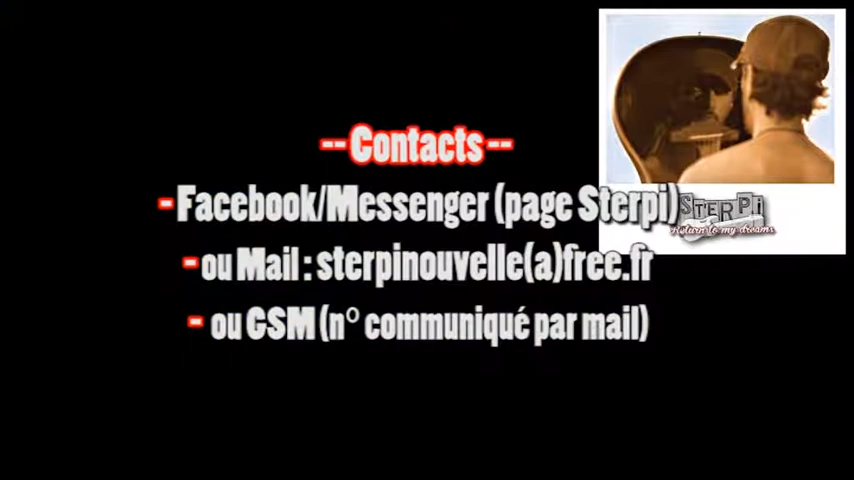 --Contacts--
- Facebook/Messenger (page Sterpi)
- ou Mail : sterpinouvelle(a)free.fr
- ou GSM (n° communiqué par mail)
STERPi
Return to my dreams